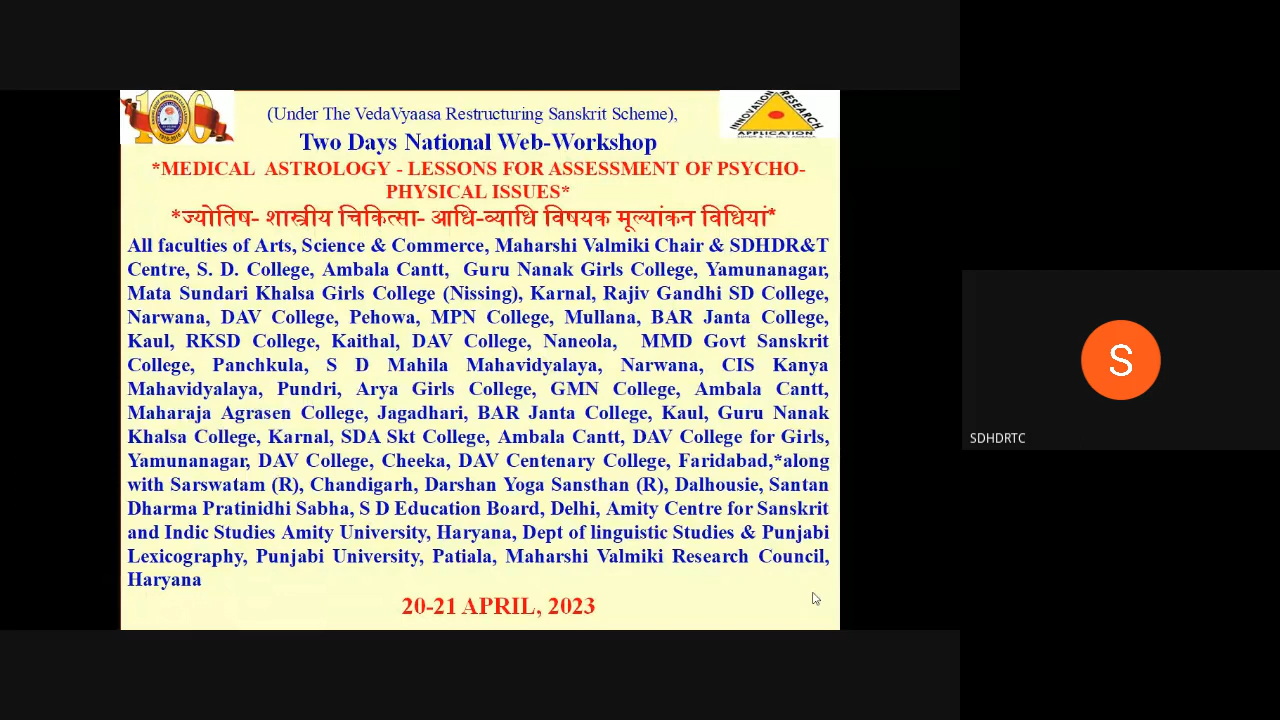 100
INNOVATION RESEARCH
APPLICATION
(Under The VedaVyaasa Restructuring Sanskrit Scheme),
Two Days National Web-Workshop
*MEDICAL ASTROLOGY - LESSONS FOR ASSESSMENT OF PSYCHO-
PHYSICAL ISSUES*
*ज्योतिष- शास्त्रीय चिकित्सा- आधि-व्याधि विषयक मूल्यांकन विधियां*
All faculties of Arts, Science & Commerce, Maharshi Valmiki Chair & SDHDR&T
Centre, S. D. College, Ambala Cantt, Guru Nanak Girls College, Yamunanagar,
Mata Sundari Khalsa Girls College (Nissing), Karnal, Rajiv Gandhi SD College,
Narwana, DAV College, Pehowa, MPN College, Mullana, BAR Janta College,
Kaul, RKSD College, Kaithal, DAV College, Naneola, MMD Govt Sanskrit
College, Panchkula, S D Mahila Mahavidyalaya, Narwana, CIS Kanya
Mahavidyalaya, Pundri, Arya Girls College, GMN College, Ambala Cantt,
Maharaja Agrasen College, Jagadhari, BAR Janta College, Kaul, Guru Nanak
Khalsa College, Karnal, SDA Skt College, Ambala Cantt, DAV College for Girls,
Yamunanagar, DAV College, Cheeka, DAV Centenary College, Faridabad,*along
with Sarswatam (R), Chandigarh, Darshan Yoga Sansthan (R), Dalhousie, Santan
Dharma Pratinidhi Sabha, S D Education Board, Delhi, Amity Centre for Sanskrit
and Indic Studies Amity University, Haryana, Dept of linguistic Studies & Punjabi
Lexicography, Punjabi University, Patiala, Maharshi Valmiki Research Council,
Haryana
20-21 APRIL, 2023
S
SDHDRTC